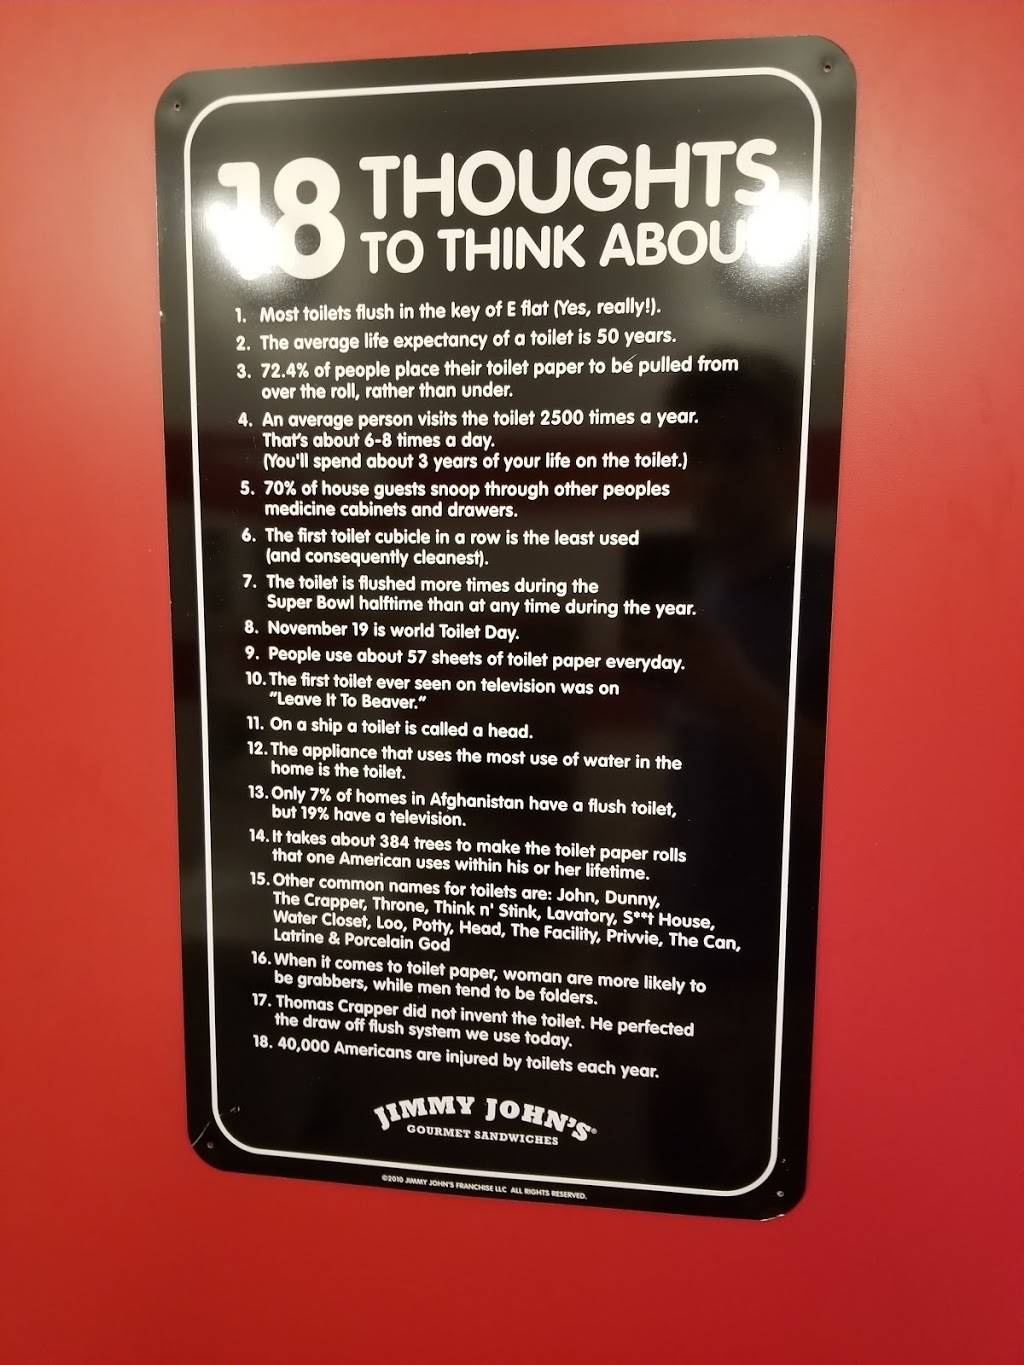 18 THOUGHTS
TO THINK ABOUT
1. Most toilets flush in the key of E flat (Yes, really!).
2. The average life expectancy of a toilet is 50 years.
3. 72.4% of people place their toilet paper to be pulled from
over the roll, rather than under.
4. An average person visits the toilet 2500 times a year.
That's about 6-8 times a day.
(You'll spend about 3 years of your life on the toilet.)
5. 70% of house guests snoop through other peoples
medicine cabinets and drawers.
6. The first toilet cubicle in a row is the least used
(and consequently cleanest).
7. The toilet is flushed more times during the
Super Bowl halftime than at any time during the year.
8. November 19 is world Toilet Day.
9. People use about 57 sheets of toilet paper everyday.
10. The first toilet ever seen on television was on
"Leave It To Beaver."
11. On a ship a toilet is called a head.
12. The appliance that uses the most use of water in the
home is the toilet.
13. Only 7% of homes in Afghanistan have a flush toilet,
but 19% have a television.
14. It takes about 384 trees to make the toilet paper rolls
that one American uses within his or her lifetime.
15. Other common names for toilets are: John, Dunny,
The Crapper, Throne, Think n' Stink, Lavatory, S**t House,
Water Closet, Loo, Potty, Head, The Facility, Privvie, The Can,
Latrine & Porcelain God
16. When it comes to toilet paper, woman are more likely to
be grabbers, while men tend to be folders.
17. Thomas Crapper did not invent the toilet. He perfected
the draw off flush system we use today.
18. 40,000 Americans are injured by toilets each year.
JIMMY JOHN'S®
GOURMET SANDWICHES
©2010 JIMMY JOHN'S FRANCHISE LLC ALL RIGHTS RESERVED.